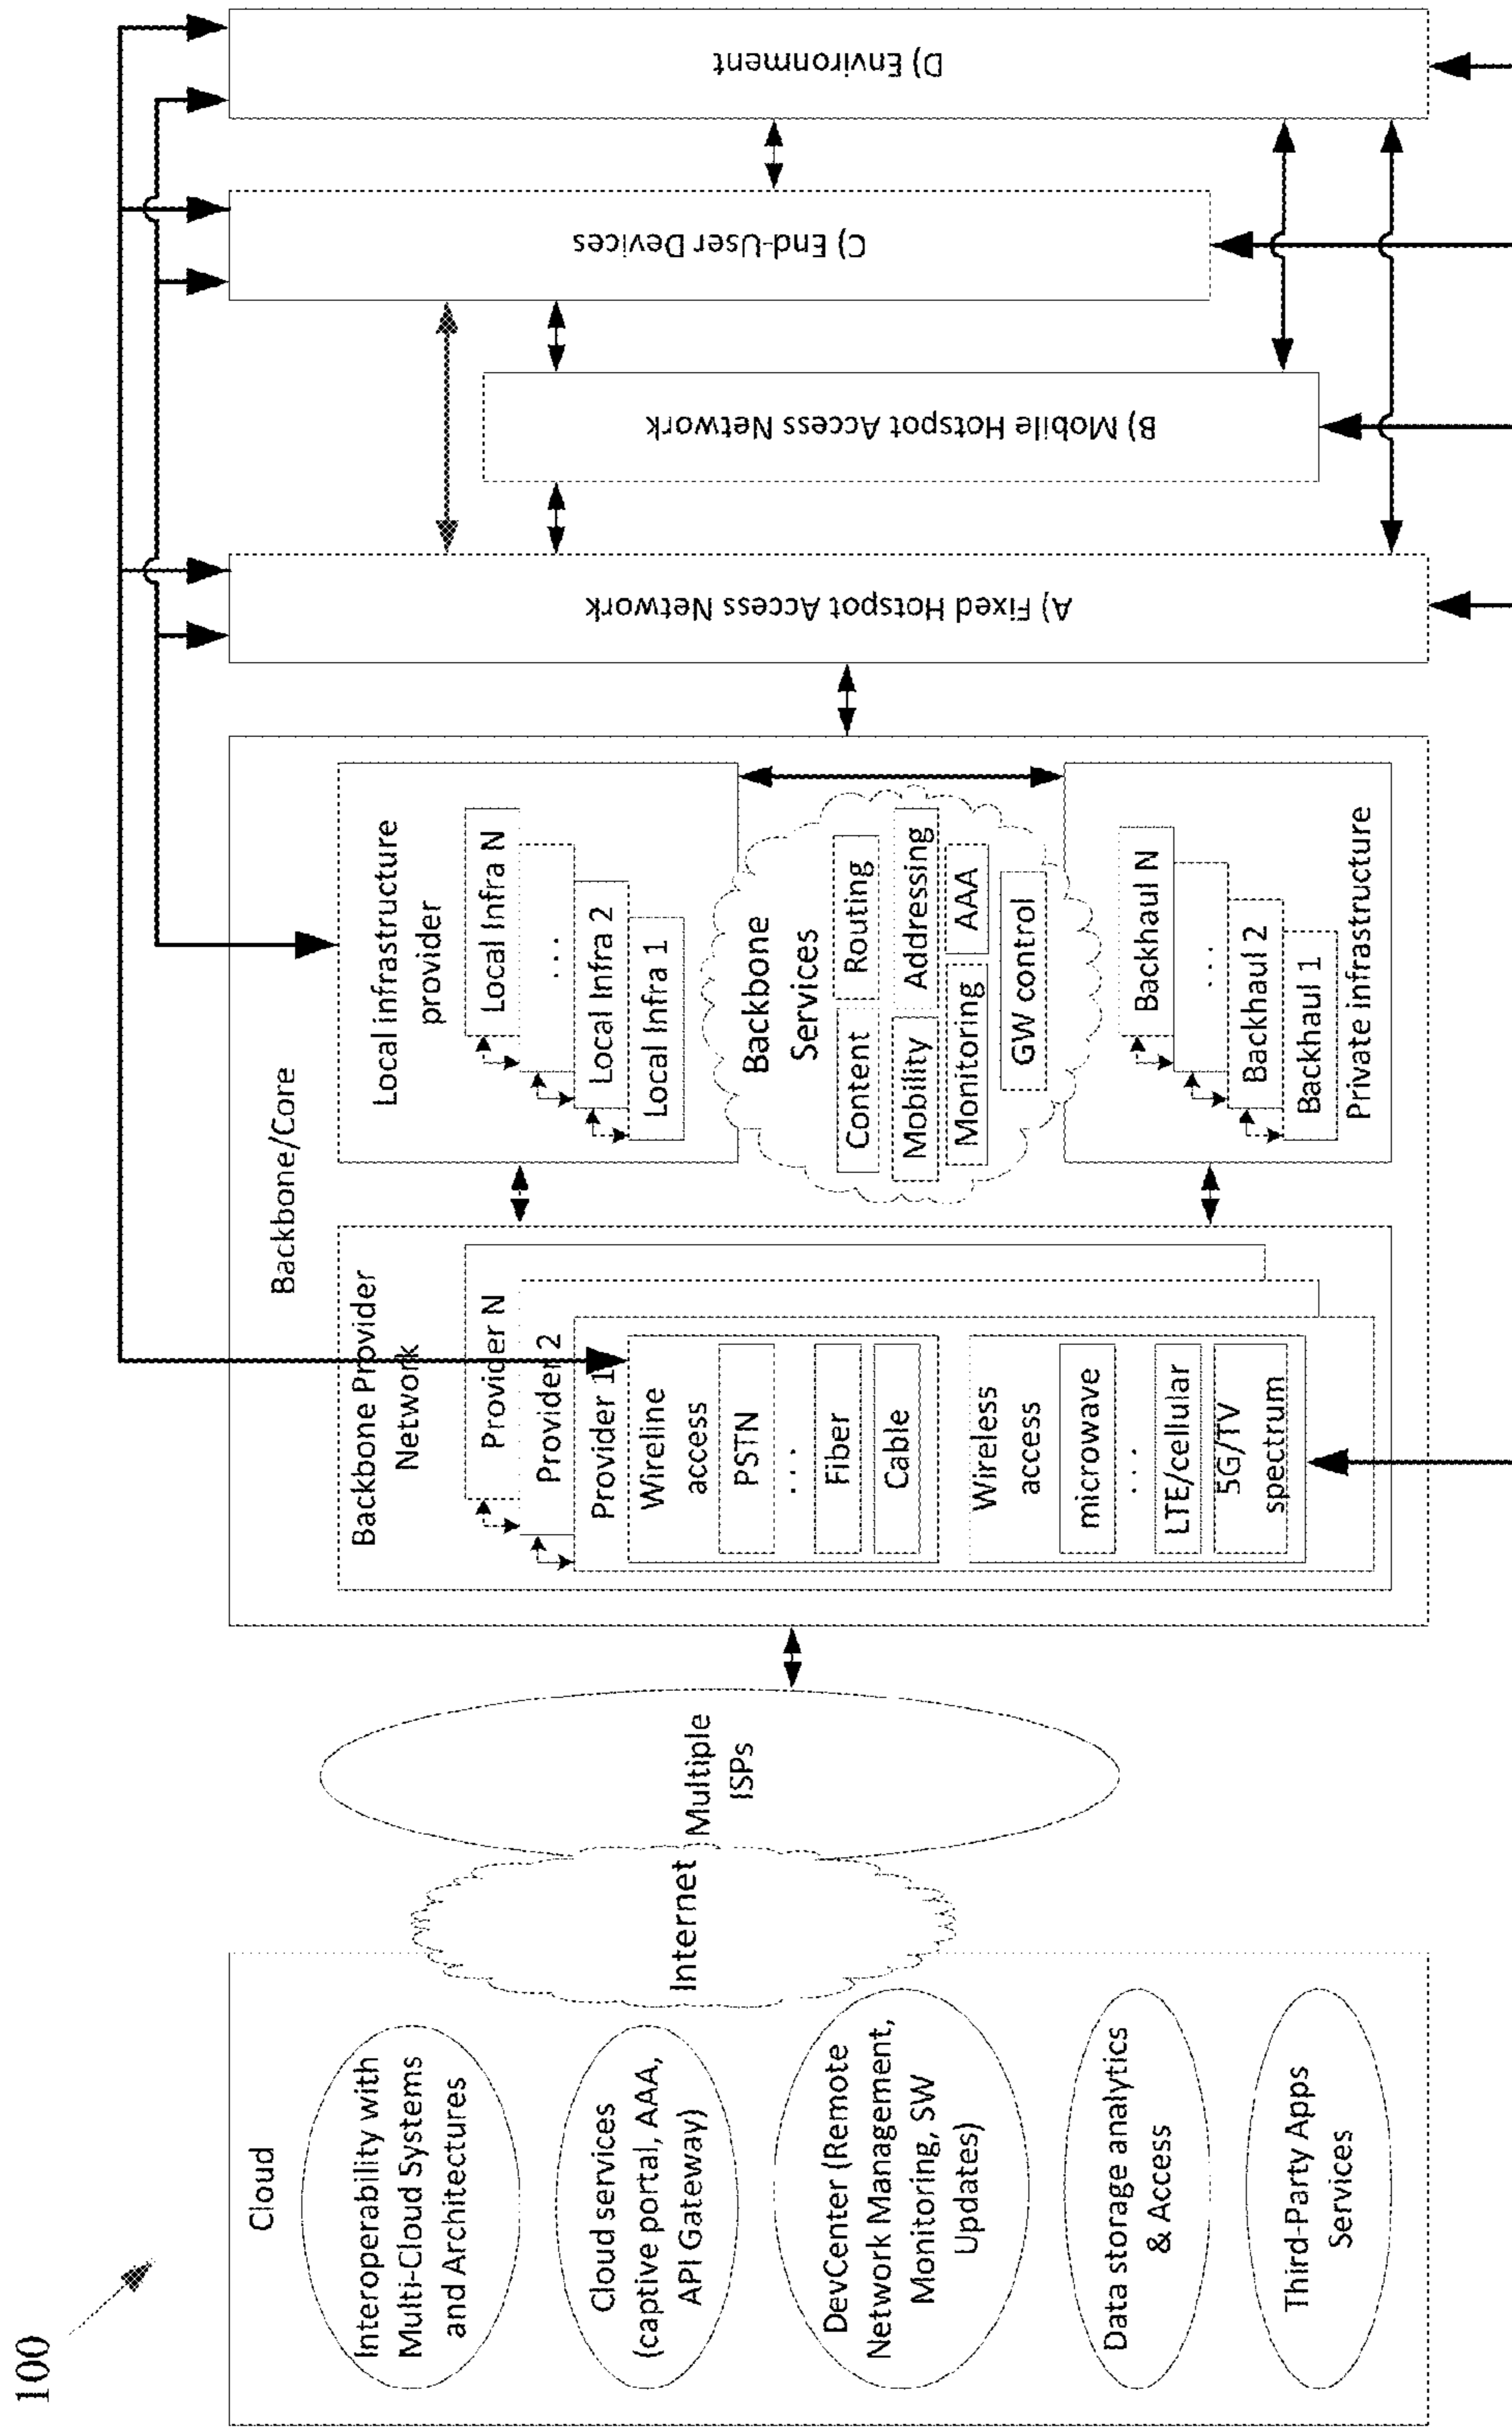 100
Cloud
Interoperability with
Multi-Cloud Systems
and Architectures
Cloud services
(captive portal, AAA,
API Gateway)
DevCenter (Remote
Network Management,
Monitoring, SW
Updates)
Data storage analytics
& Access
Third-Party Apps
Services
Internet
Multiple
ISPs
Backbone/Core
Backbone Provider
Network
Provider N
Provider 2
Provider 1
Wireline
access
PSTN
...
Fiber
Cable
Wireless
access
microwave
...
LTE/cellular
5G/TV
spectrum
Local infrastructure
provider
Local Infra N
...
Local Infra 2
Local Infra 1
Backbone
Services
Content
Routing
Mobility
Addressing
Monitoring
AAA
GW control
Backhaul N
...
Backhaul 2
Backhaul 1
Private infrastructure
A) Fixed Hotspot Access Network
B) Mobile Hotspot Access Network
C) End-User Devices
D) Environment